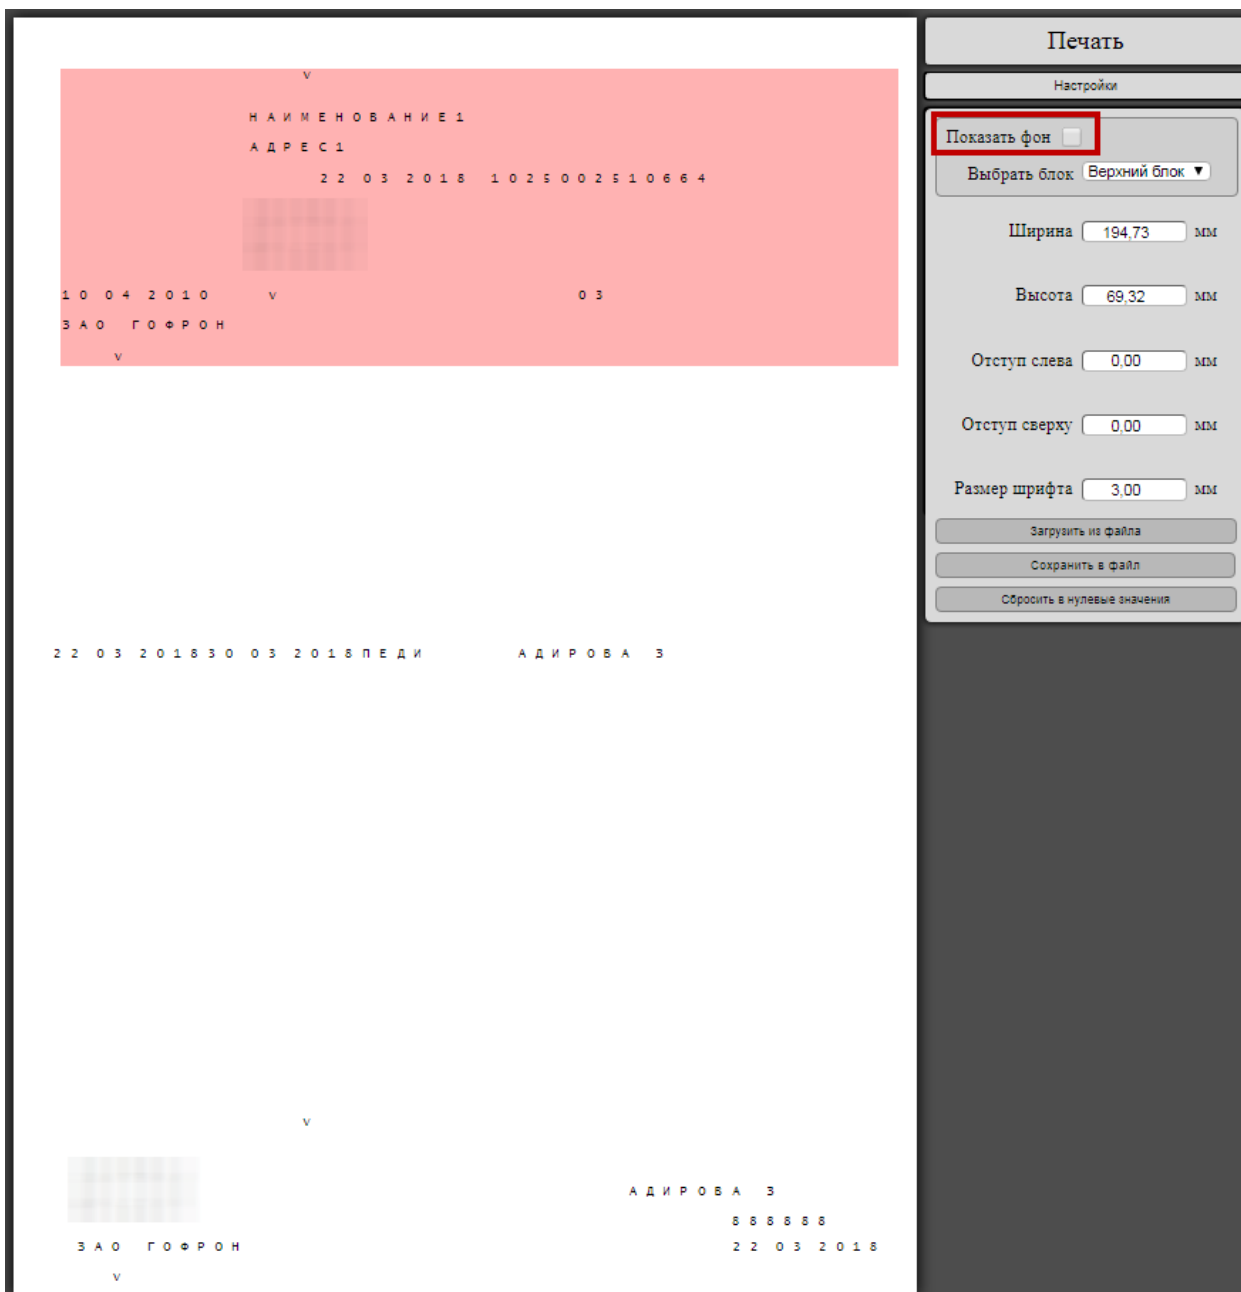 v
НАИМЕНОВАНИЕ1
АДРЕС1
22 03 2018 1025002510664
10 04 2010 v 03
ЗАО ГОФРОН
v
22 03 201830 03 2018ПЕДИ АДИРОВА З
v
АДИРОВА З
888888
ЗАО ГОФРОН 22 03 2018
v
Печать
Настройки
Показать фон
Выбрать блок Верхний блок ▼
Ширина 194,73 мм
Высота 69,32 мм
Отступ слева 0,00 мм
Отступ сверху 0,00 мм
Размер шрифта 3,00 мм
Загрузить из файла
Сохранить в файл
Сбросить в нулевые значения